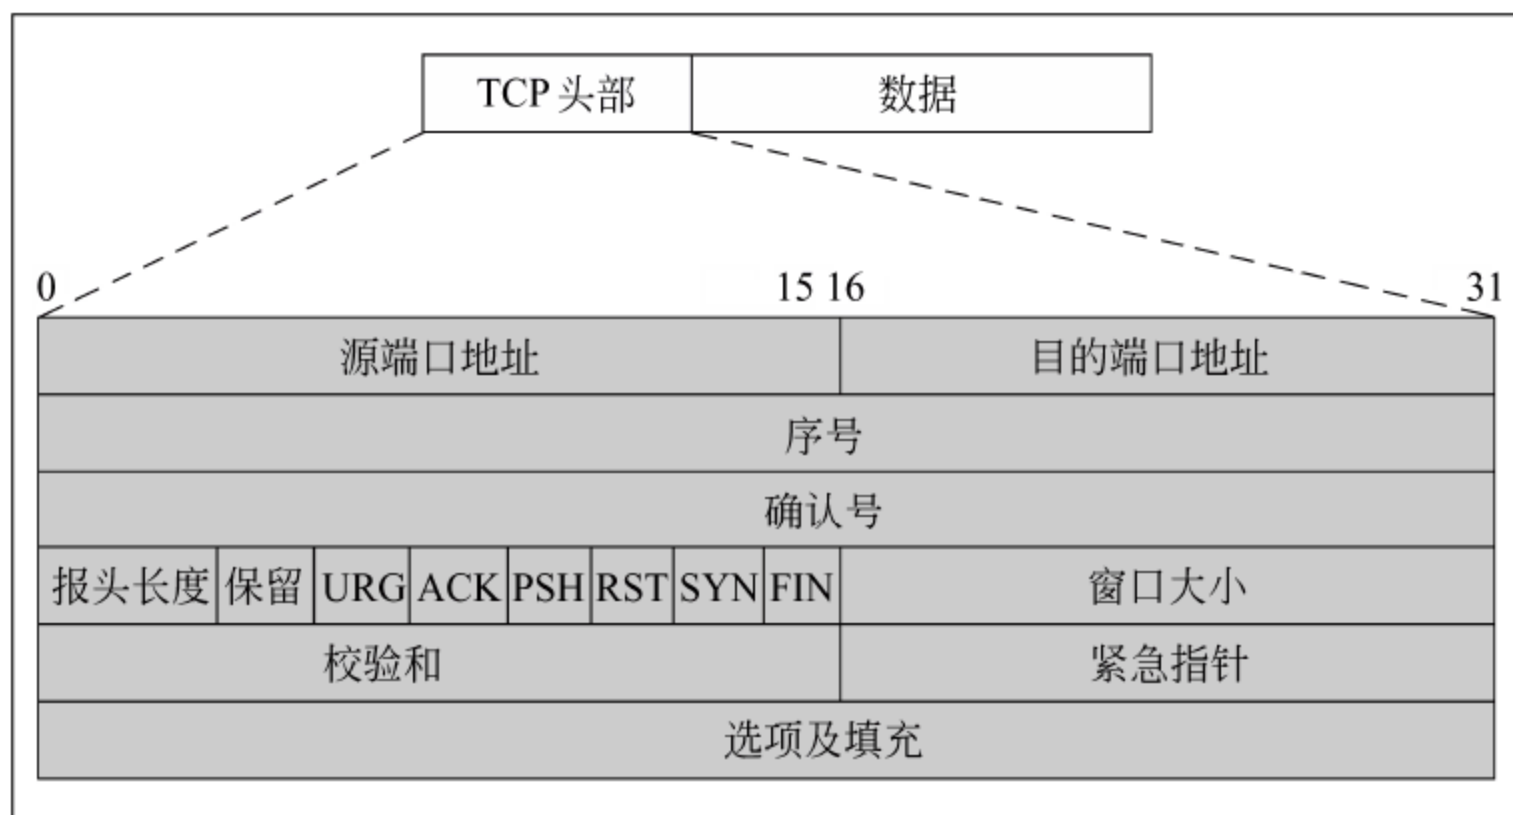 TCP 头部 数据
0 15 16 31
源端口地址 目的端口地址
序号
确认号
报头长度 保留 URG ACK PSH RST SYN FIN 窗口大小
校验和 紧急指针
选项及填充